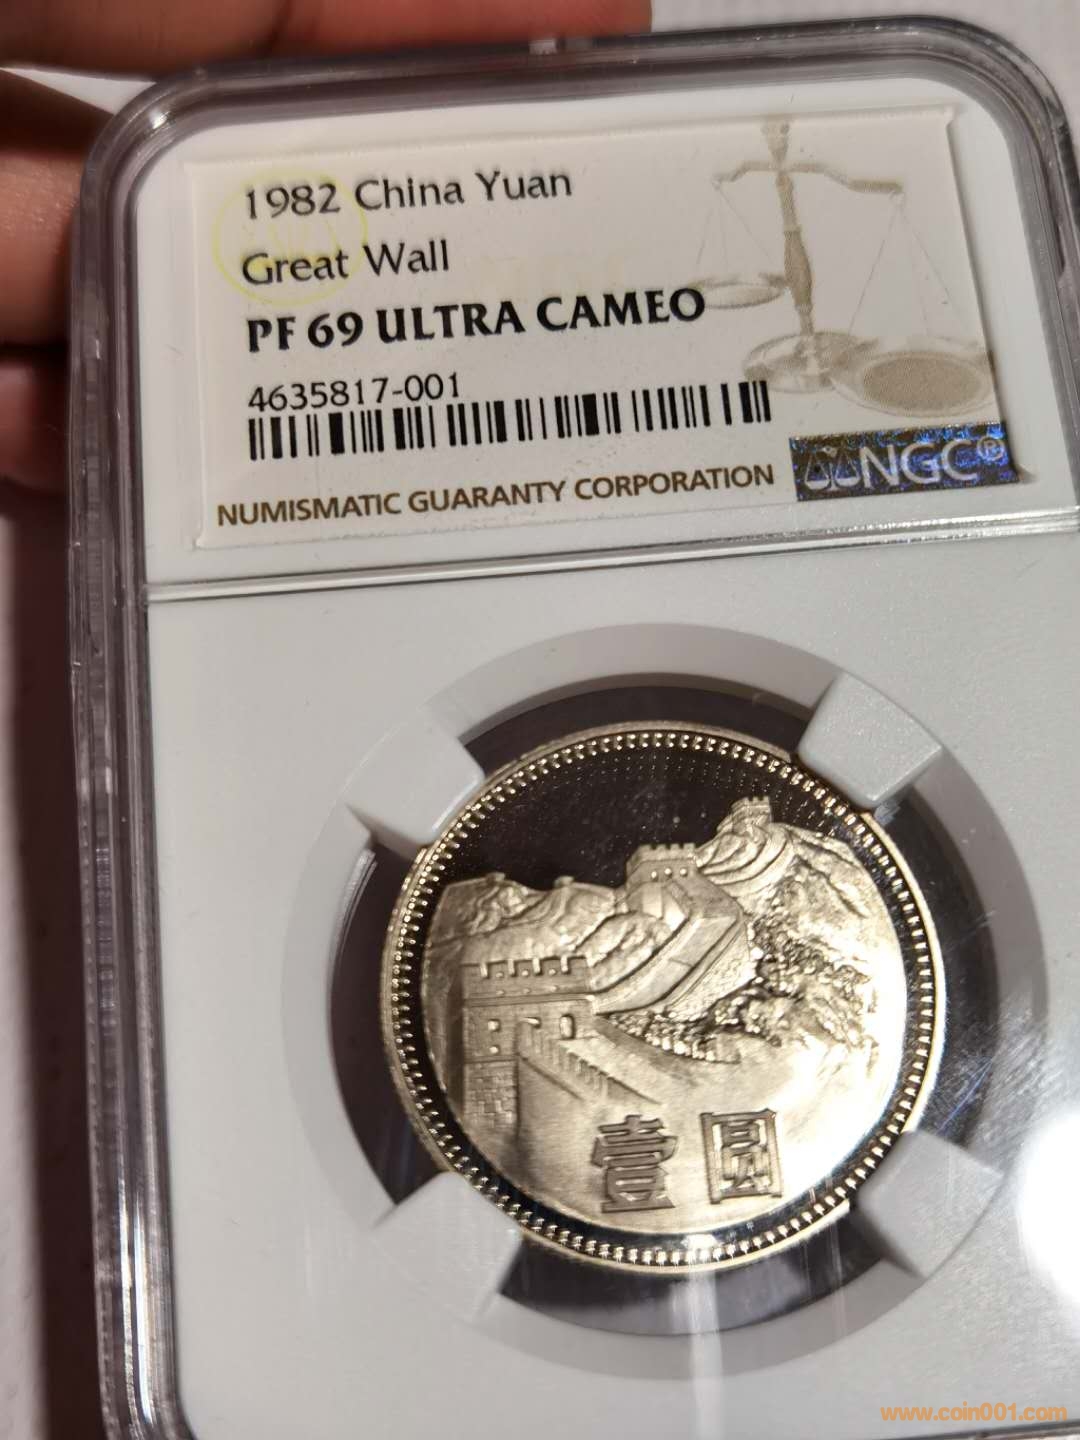 1982 China Yuan
Great Wall
PF 69 ULTRA CAMEO
4635817-001
NGC®
NUMISMATIC GUARANTY CORPORATION
壹圆
www.coin001.com